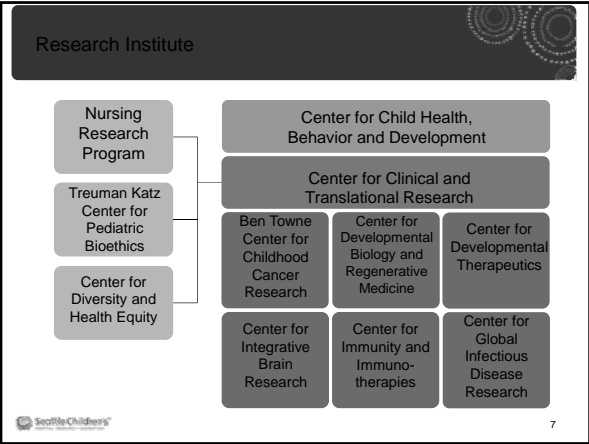 Research Institute
Nursing
Research
Program
Treuman Katz
Center for
Pediatric
Bioethics
Center for
Diversity and
Health Equity
Center for Child Health,
Behavior and Development
Center for Clinical and
Translational Research
Ben Towne
Center for
Childhood
Cancer
Research
Center for
Developmental
Biology and
Regenerative
Medicine
Center for
Developmental
Therapeutics
Center for
Integrative
Brain
Research
Center for
Immunity and
Immuno-
therapies
Center for
Global
Infectious
Disease
Research
Seattle Children's
HOSPITAL • RESEARCH • FOUNDATION
7